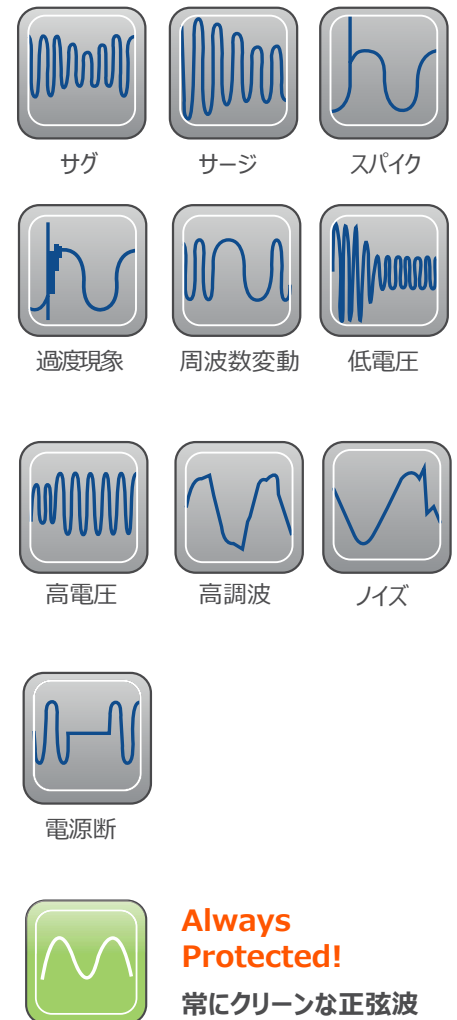 サグ
サージ
スパイク
過度現象
周波数変動
低電圧
高電圧
高調波
ノイズ
電源断
Always
Protected!
常にクリーンな正弦波